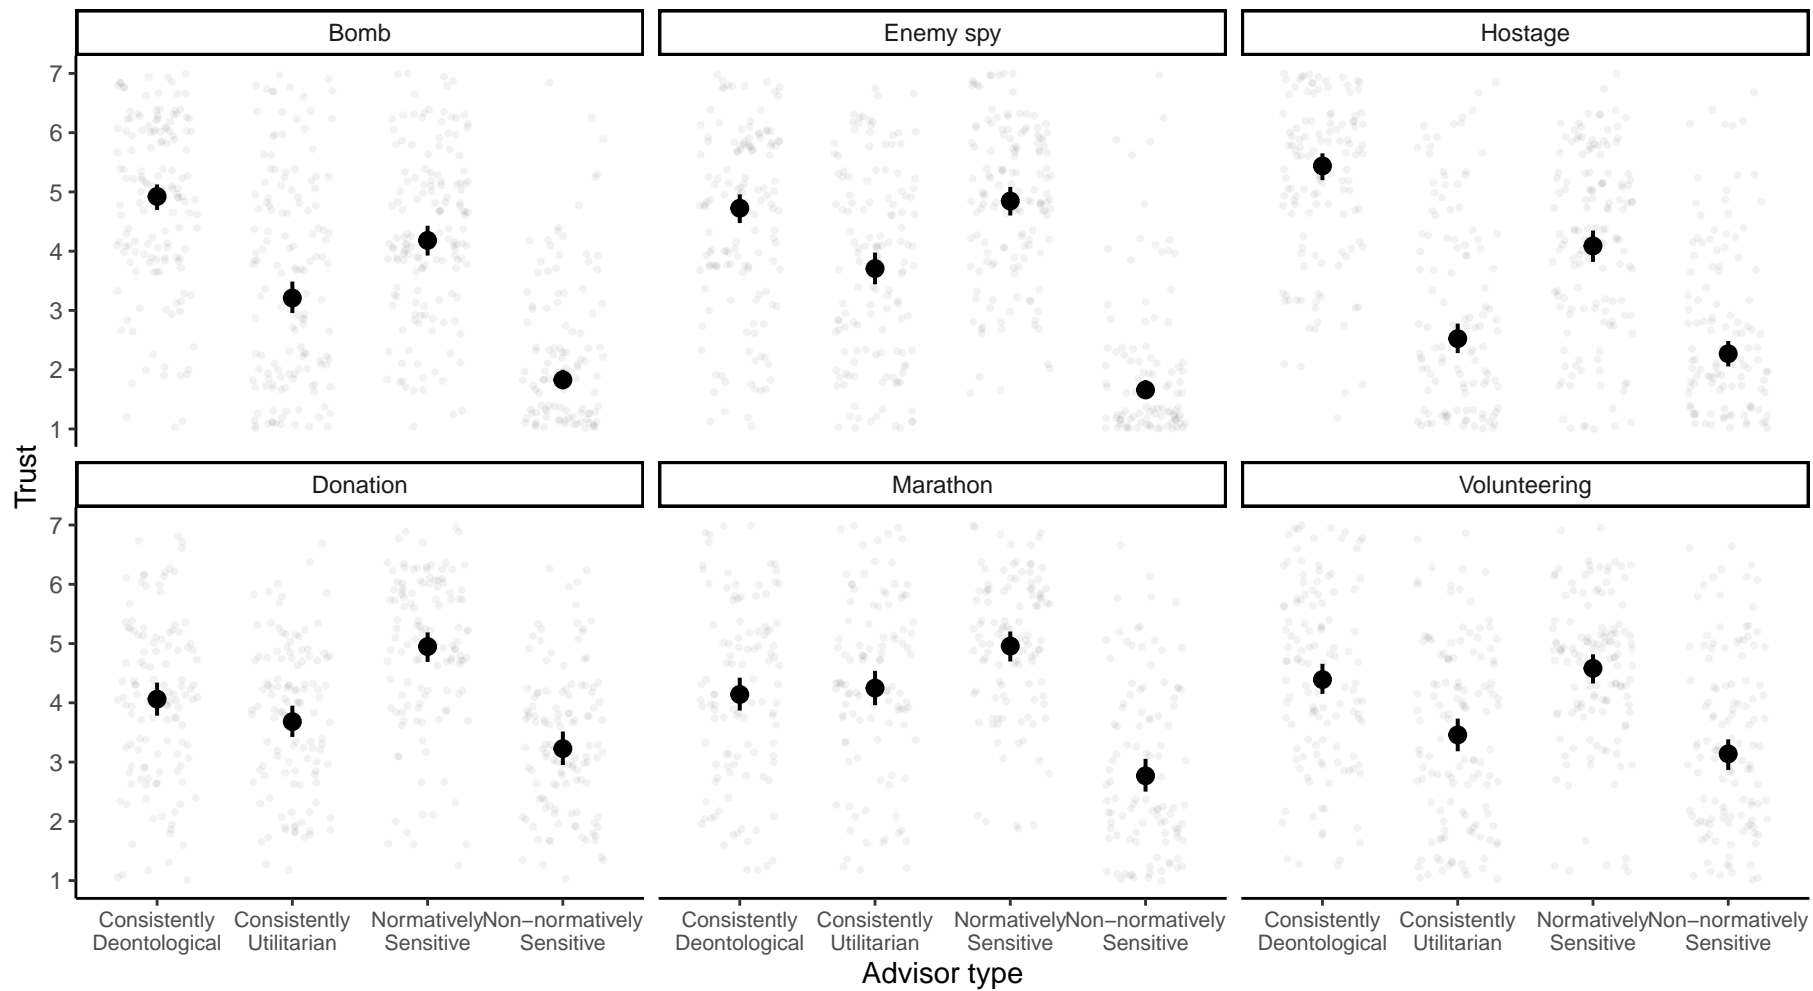 Bomb
Enemy spy
Hostage
7
6
5
4
3
2
1
Trust
Donation
Marathon
Volunteering
7
6
5
4
3
2
1
Consistently Consistently Normatively Non−normatively Consistently Consistently Normatively Non−normatively Consistently Consistently Normatively Non−normatively
Deontological Utilitarian Sensitive Sensitive Deontological Utilitarian Sensitive Sensitive Deontological Utilitarian Sensitive Sensitive
Advisor type